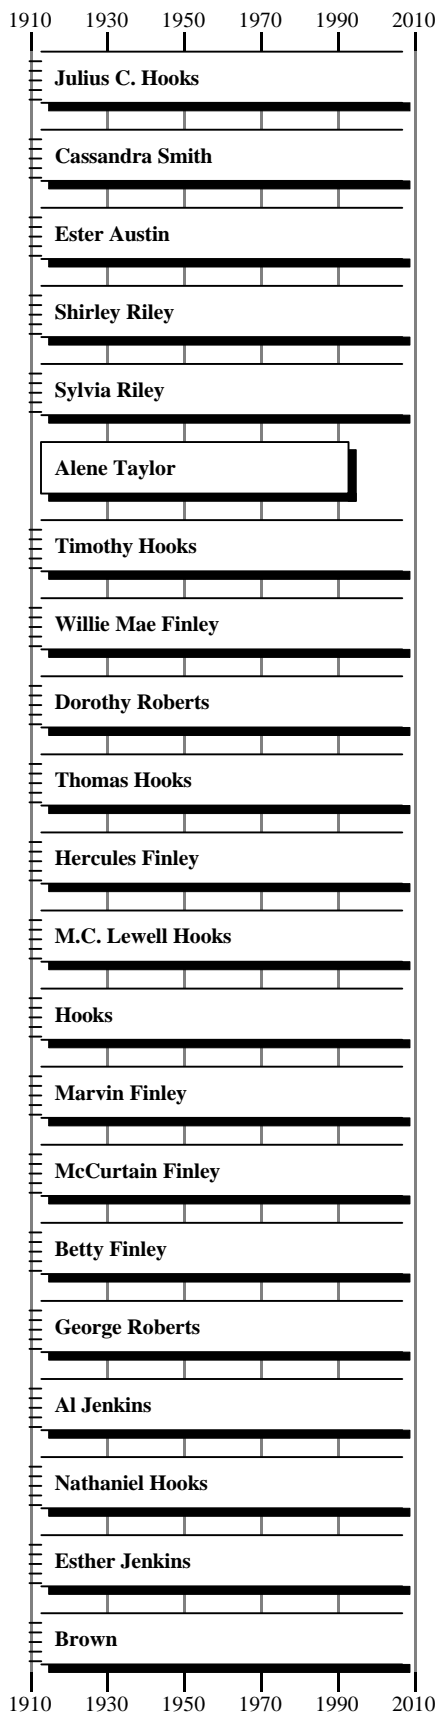 1910 1930 1950 1970 1990 2010
Julius C. Hooks
Cassandra Smith
Ester Austin
Shirley Riley
Sylvia Riley
Alene Taylor
Timothy Hooks
Willie Mae Finley
Dorothy Roberts
Thomas Hooks
Hercules Finley
M.C. Lewell Hooks
Hooks
Marvin Finley
McCurtain Finley
Betty Finley
George Roberts
Al Jenkins
Nathaniel Hooks
Esther Jenkins
Brown
1910 1930 1950 1970 1990 2010